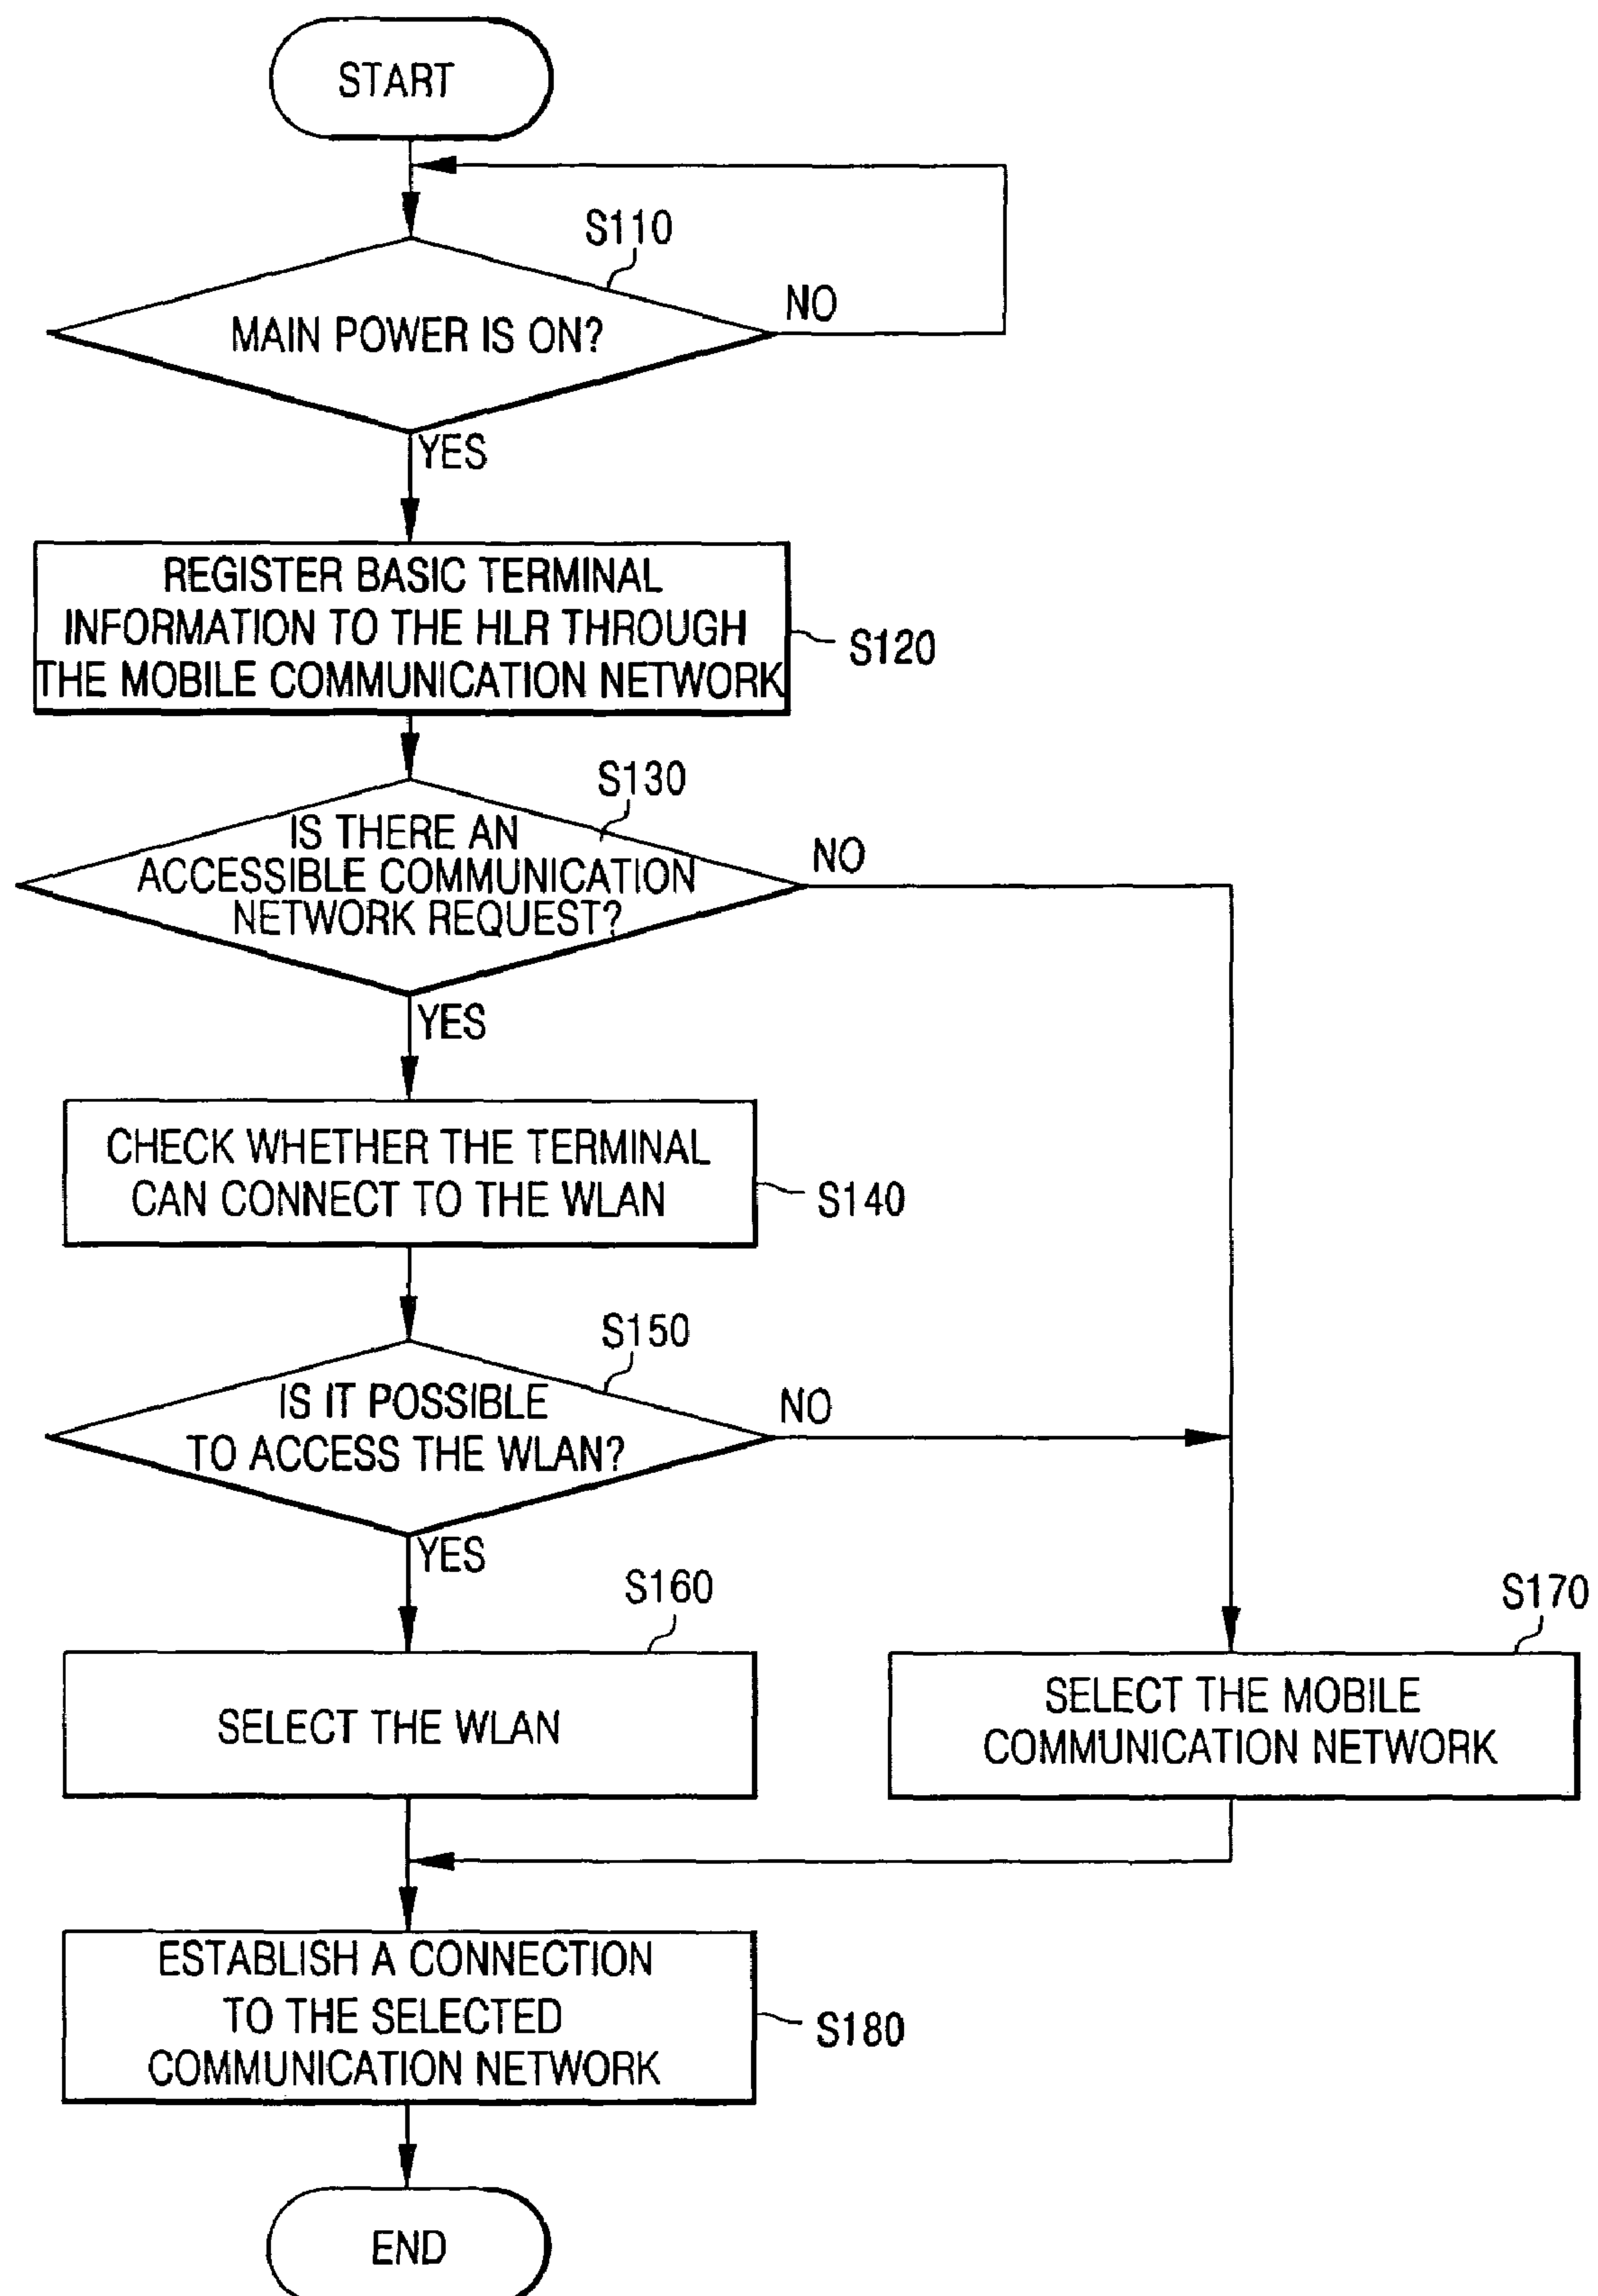 START
S110
NO
MAIN POWER IS ON?
YES
REGISTER BASIC TERMINAL
INFORMATION TO THE HLR THROUGH
THE MOBILE COMMUNICATION NETWORK
S120
S130
IS THERE AN
ACCESSIBLE COMMUNICATION
NETWORK REQUEST?
NO
YES
CHECK WHETHER THE TERMINAL
CAN CONNECT TO THE WLAN
S140
S150
IS IT POSSIBLE
TO ACCESS THE WLAN?
NO
YES
S160
SELECT THE WLAN
S170
SELECT THE MOBILE
COMMUNICATION NETWORK
ESTABLISH A CONNECTION
TO THE SELECTED
COMMUNICATION NETWORK
S180
END